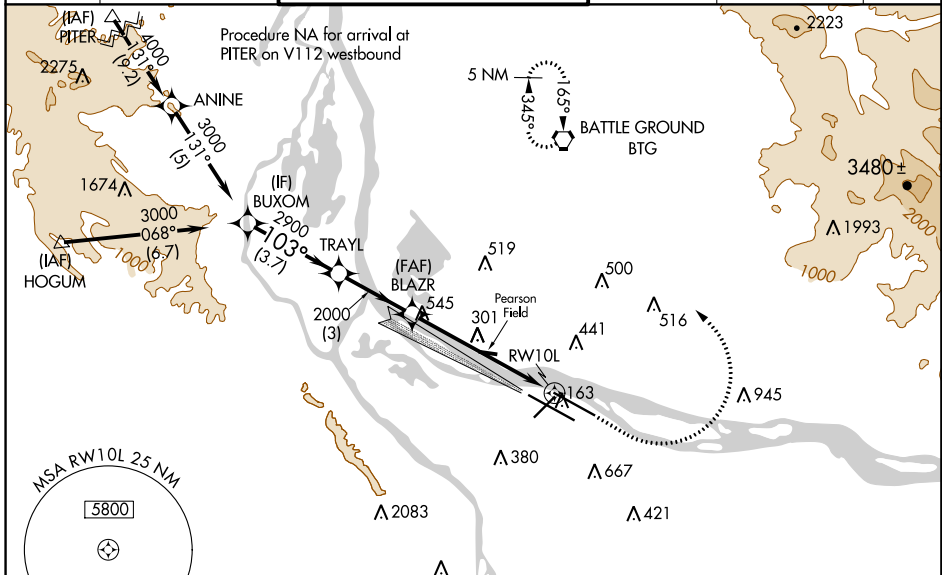 (IAF)
PITER
4000
131°
(9.2)
Procedure NA for arrival at
PITER on V112 westbound
2223
2275
5 NM
345°
165°
ANINE
BATTLE GROUND
BTG
3000
131°
(5)
3480 ±
1674
(IF)
BUXOM
2000
3000
068°
(6.7)
2900
103°
(3.7)
1993
(IAF)
HOGUM
1000
TRAYL
519
1000
(FAF)
BLAZR
500
545
Pearson
Field
516
2000
(3)
301
441
RW10L
163
945
380
667
MSA RW10L 25 NM
5800
2083
421